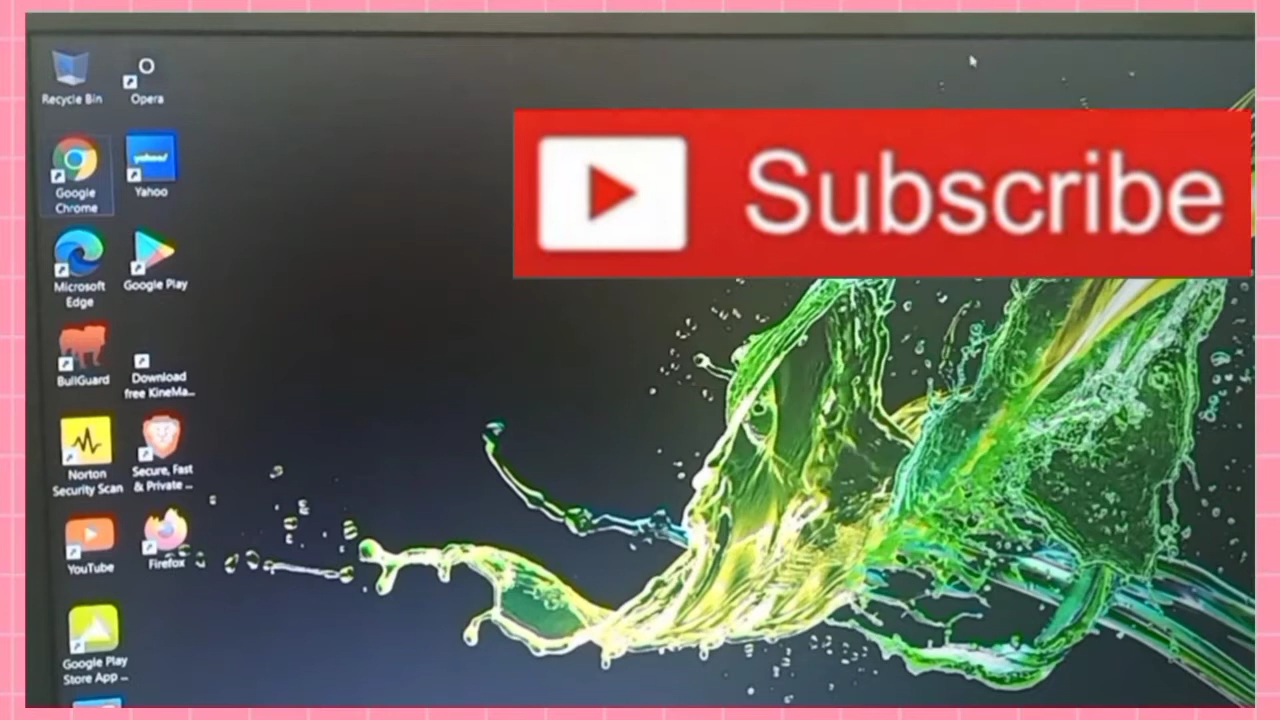 Recycle Bin
Opera
Subscribe
Google
Chrome
yahoo!
Yahoo
Microsoft
Edge
Google Play
BullGuard
Download
free KineMa...
Norton
Security Scan
Secure, Fast
& Private ...
YouTube
Firefox
Google Play
Store App ...